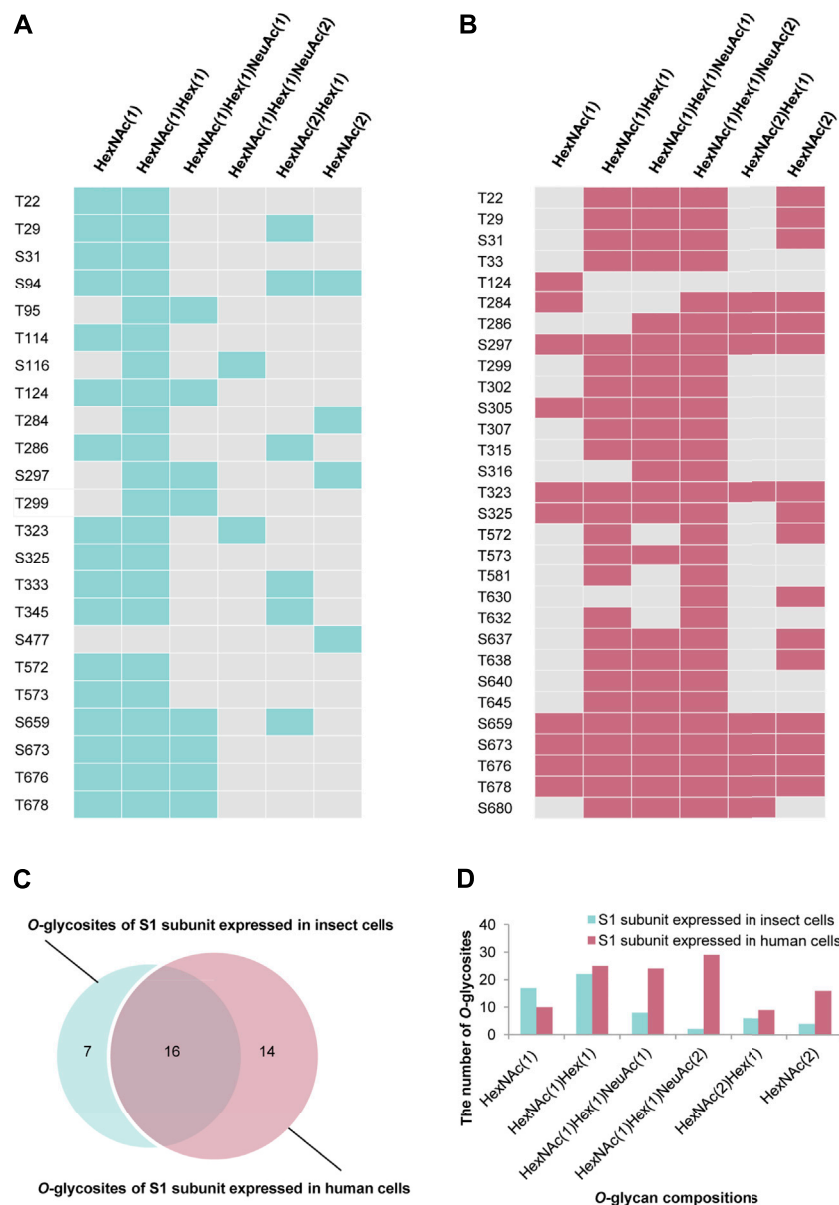 A
HexNAc(1)
HexNAc(1)Hex(1)
HexNAc(1)Hex(1)NeuAc(1)
HexNAc(1)Hex(1)NeuAc(2)
HexNAc(2)Hex(1)
HexNAc(2)
T22
T29
S31
S94
T95
T114
S116
T124
T284
T286
S297
T299
T323
S325
T333
T345
S477
T572
T573
S659
S673
T676
T678
B
HexNAc(1)
HexNAc(1)Hex(1)
HexNAc(1)Hex(1)NeuAc(1)
HexNAc(1)Hex(1)NeuAc(2)
HexNAc(2)Hex(1)
HexNAc(2)
T22
T29
S31
T33
T124
T284
T286
S297
T299
T302
S305
T307
T315
S316
T323
S325
T572
T573
T581
T630
T632
S637
T638
S640
T645
S659
S673
T676
T678
S680
C
O-glycosites of S1 subunit expressed in insect cells
7
16
14
O-glycosites of S1 subunit expressed in human cells
D
S1 subunit expressed in insect cells
S1 subunit expressed in human cells
The number of O-glycosites
40
30
20
10
0
HexNAc(1)
HexNAc(1)Hex(1)
HexNAc(1)Hex(1)NeuAc(1)
HexNAc(1)Hex(1)NeuAc(2)
HexNAc(2)Hex(1)
HexNAc(2)
O-glycan compositions